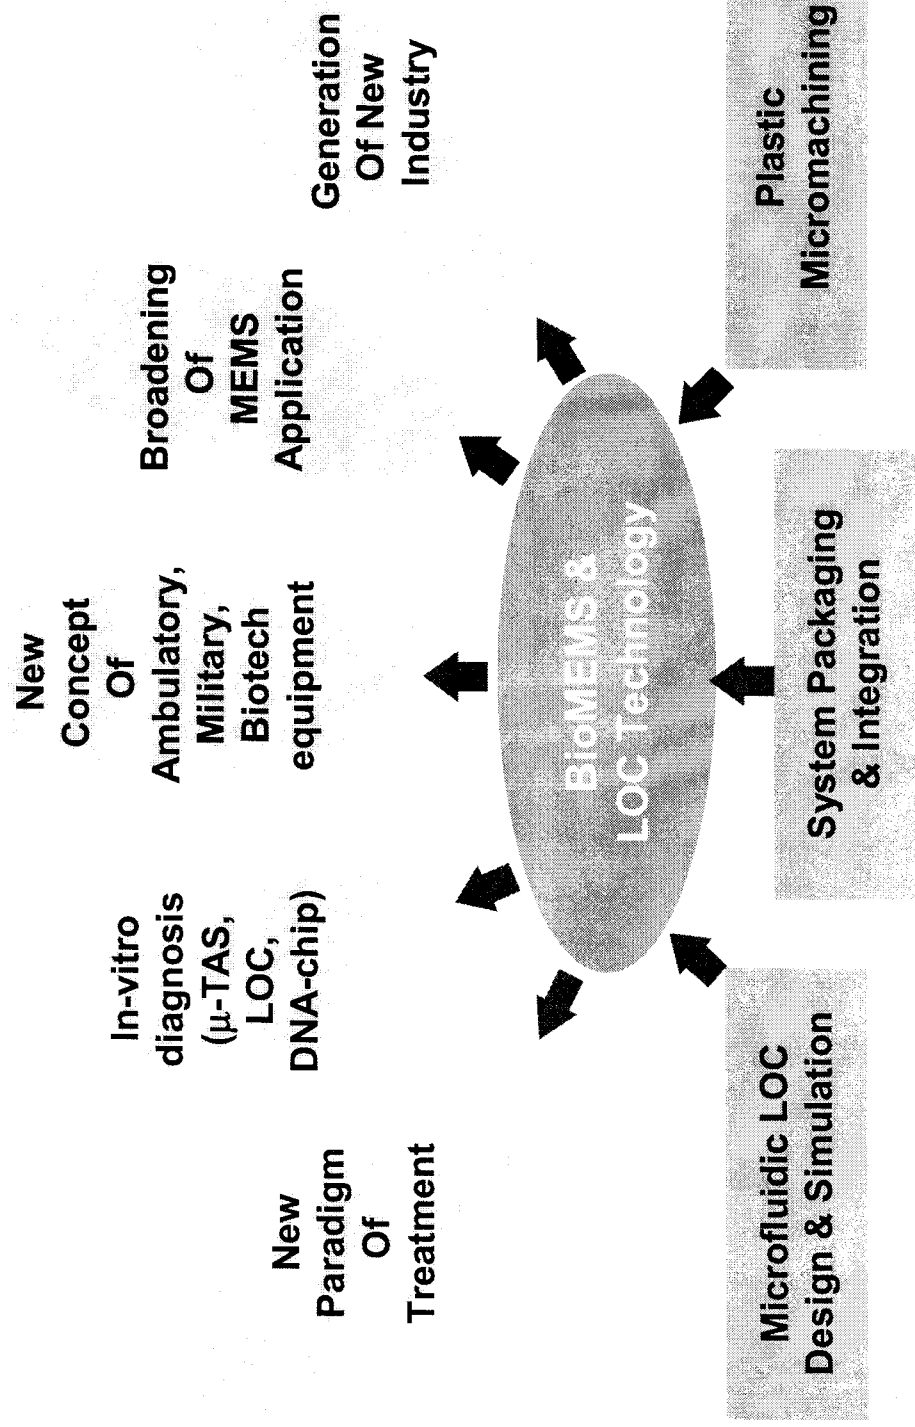 New
Paradigm
Of
Treatment
In-vitro
diagnosis
(μ-TAS,
LOC,
DNA-chip)
New
Concept
Of
Ambulatory,
Military,
Biotech
equipment
Broadening
Of
MEMS
Application
Generation
Of New
Industry
BioMEMS &
LOC Technology
Microfluidic LOC
Design & Simulation
System Packaging
& Integration
Plastic
Micromachining